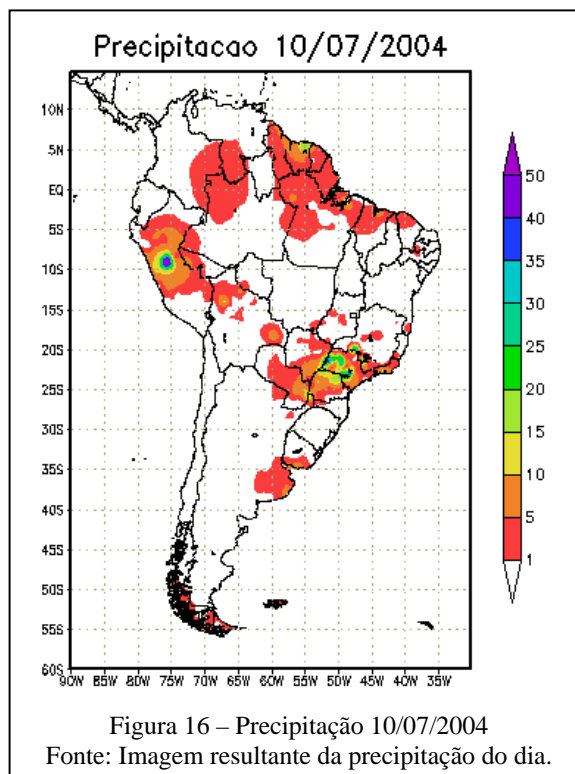 Precipitacao 10/07/2004
10N
5N
EQ
5S
10S
15S
20S
25S
30S
35S
40S
45S
50S
55S
60S
90W 85W 80W 75W 70W 65W 60W 55W 50W 45W 40W 35W
50
40
35
30
25
20
15
10
5
1
Figura 16 – Precipitação 10/07/2004
Fonte: Imagem resultante da precipitação do dia.